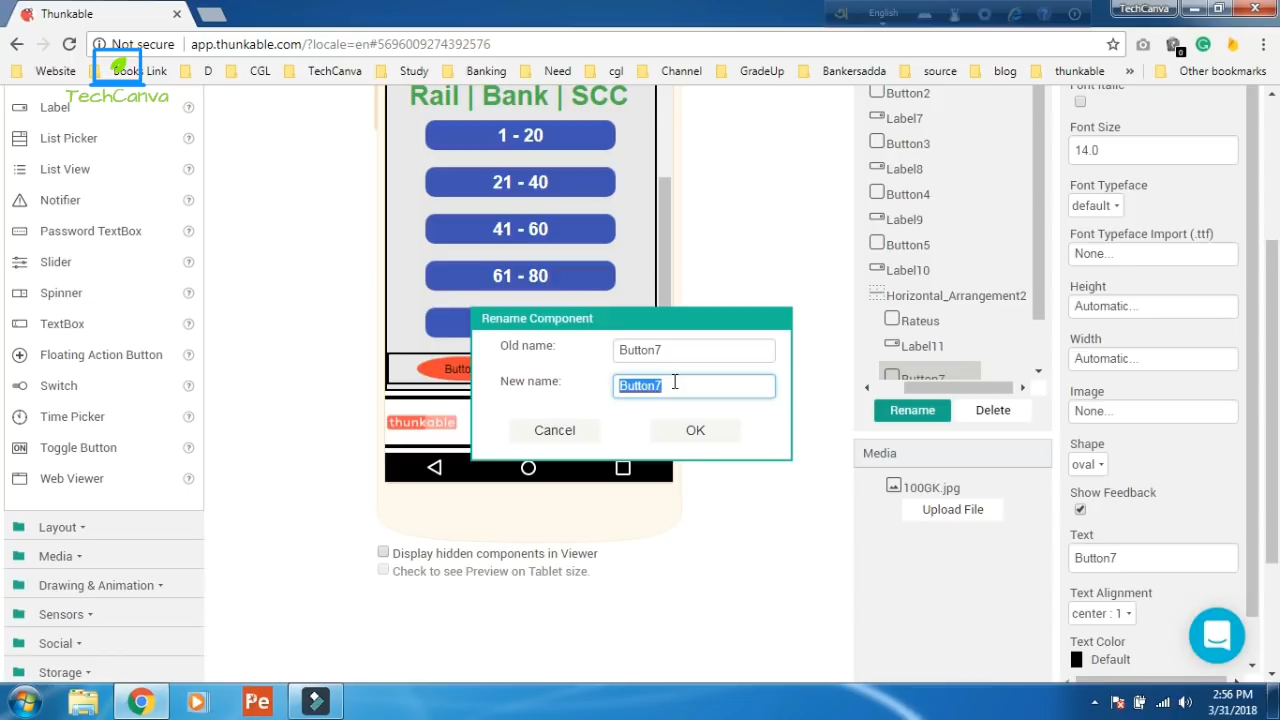 Thunkable
English
TechCanva
Not secure
app.thunkable.com/?locale=en#5696009274392576
0
Website
Books Link
D
CGL
TechCanva
Study
Banking
Need
cgl
Channel
GradeUp
Bankersadda
source
blog
thunkable
»
Other bookmarks
TechCanva
Label
List Picker
List View
Notifier
Password TextBox
Slider
Spinner
TextBox
Floating Action Button
Switch
Time Picker
Toggle Button
Web Viewer
Layout
Media
Drawing & Animation
Sensors
Social
Storage
Rail | Bank | SCC
1 - 20
21 - 40
41 - 60
61 - 80
Butto
thunkable
Display hidden components in Viewer
Check to see Preview on Tablet size.
Rename Component
Old name:
Button7
New name:
Button7
Cancel
OK
Button2
Label7
Button3
Label8
Button4
Label9
Button5
Label10
Horizontal_Arrangement2
Rateus
Label11
Button7
Rename
Delete
Media
100GK.jpg
Upload File
Font Italic
Font Size
14.0
Font Typeface
default
Font Typeface Import (.ttf)
None...
Height
Automatic...
Width
Automatic...
Image
None...
Shape
oval
Show Feedback
Text
Button7
Text Alignment
center : 1
Text Color
Default
Pe
2:56 PM
3/31/2018